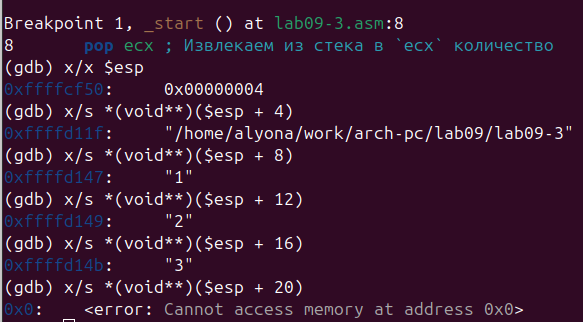 Breakpoint 1, _start () at lab09-3.asm:8
8 pop ecx ; Извлекаем из стека в `ecx` количество
(gdb) x/x $esp
0xffffcf50: 0x00000004
(gdb) x/s *(void**)($esp + 4)
0xffffd11f: "/home/alyona/work/arch-pc/lab09/lab09-3"
(gdb) x/s *(void**)($esp + 8)
0xffffd147: "1"
(gdb) x/s *(void**)($esp + 12)
0xffffd149: "2"
(gdb) x/s *(void**)($esp + 16)
0xffffd14b: "3"
(gdb) x/s *(void**)($esp + 20)
0x0: <error: Cannot access memory at address 0x0>